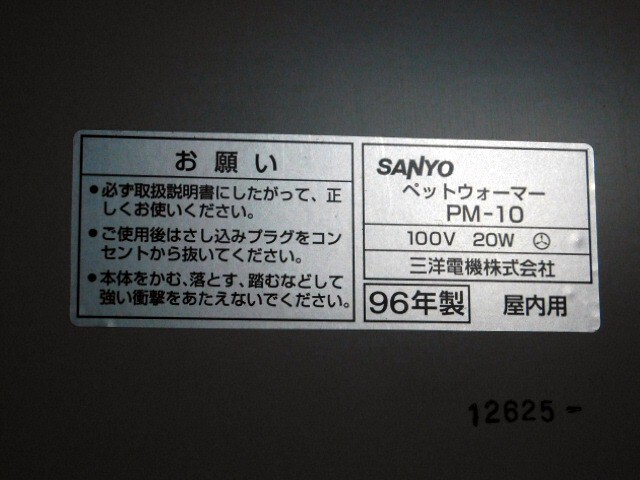 お願い
●必ず取扱説明書にしたがって、正
しくお使いください。
●ご使用後はさし込みプラグをコン
セントから抜いてください。
●本体をかむ、落とす、踏むなどして
強い衝撃をあたえないでください。
SANYO
ペットウォーマー
PM-10
100V 20W
三洋電機株式会社
96年製 屋内用
12625-